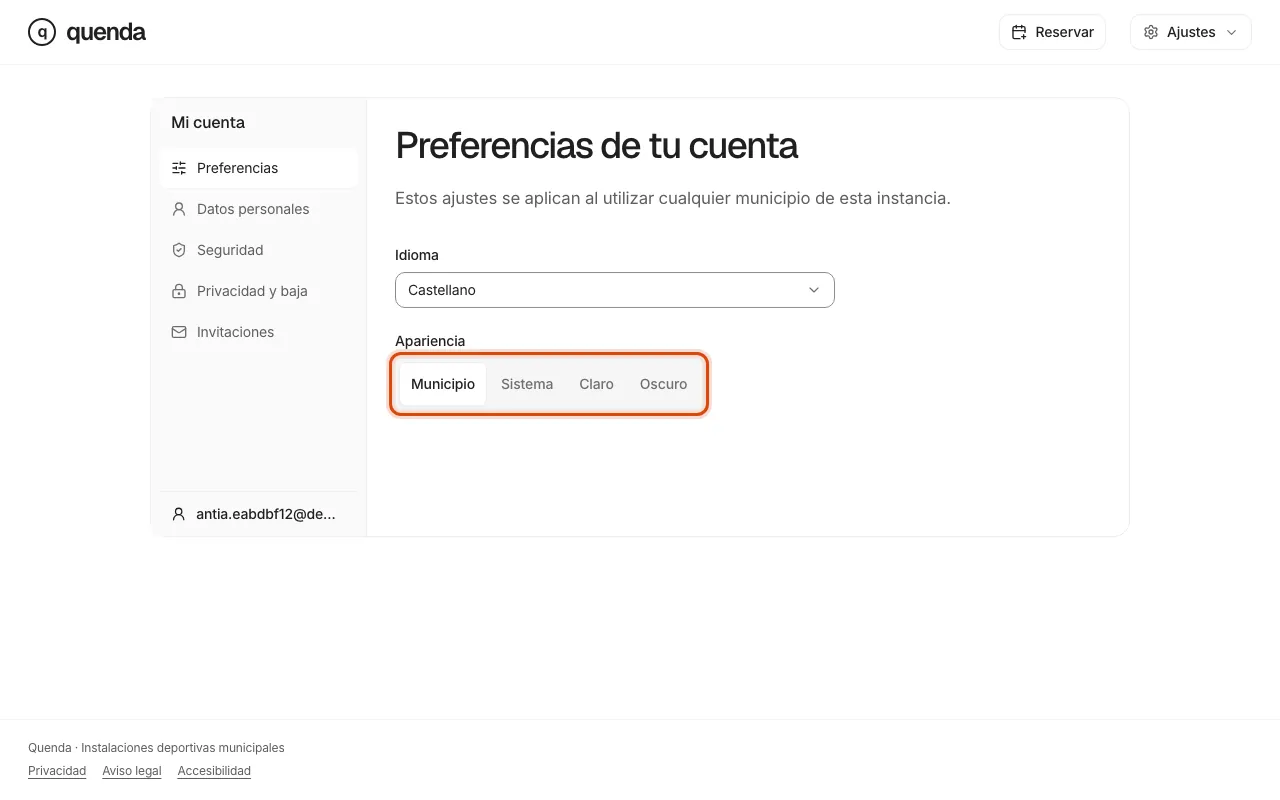 q quenda
Reservar
Ajustes
Mi cuenta
Preferencias
Datos personales
Seguridad
Privacidad y baja
Invitaciones
antia.eabdbf12@de...
Preferencias de tu cuenta
Estos ajustes se aplican al utilizar cualquier municipio de esta instancia.
Idioma
Castellano
Apariencia
Municipio Sistema Claro Oscuro
Quenda · Instalaciones deportivas municipales
Privacidad Aviso legal Accesibilidad